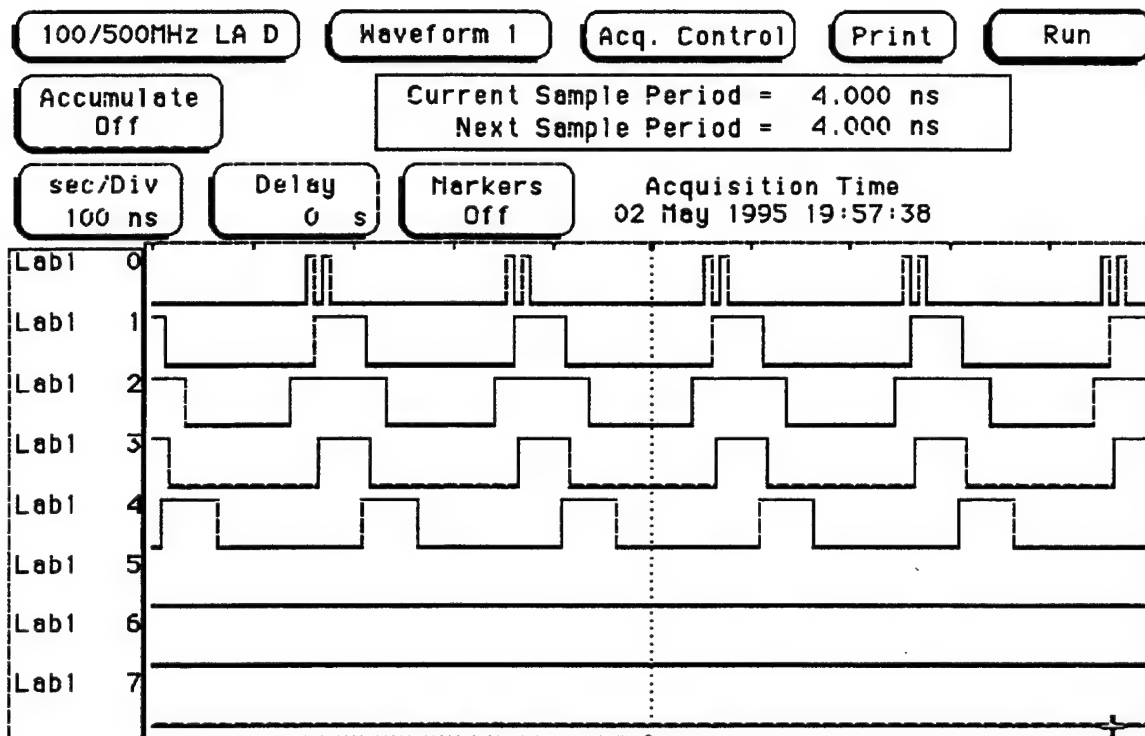 100/500MHz LA D Waveform 1 Acq. Control Print Run
Accumulate
Off
Current Sample Period = 4.000 ns
Next Sample Period = 4.000 ns
sec/Div
100 ns
Delay
0 s
Markers
Off
Acquisition Time
02 May 1995 19:57:38
Lab1 0
Lab1 1
Lab1 2
Lab1 3
Lab1 4
Lab1 5
Lab1 6
Lab1 7